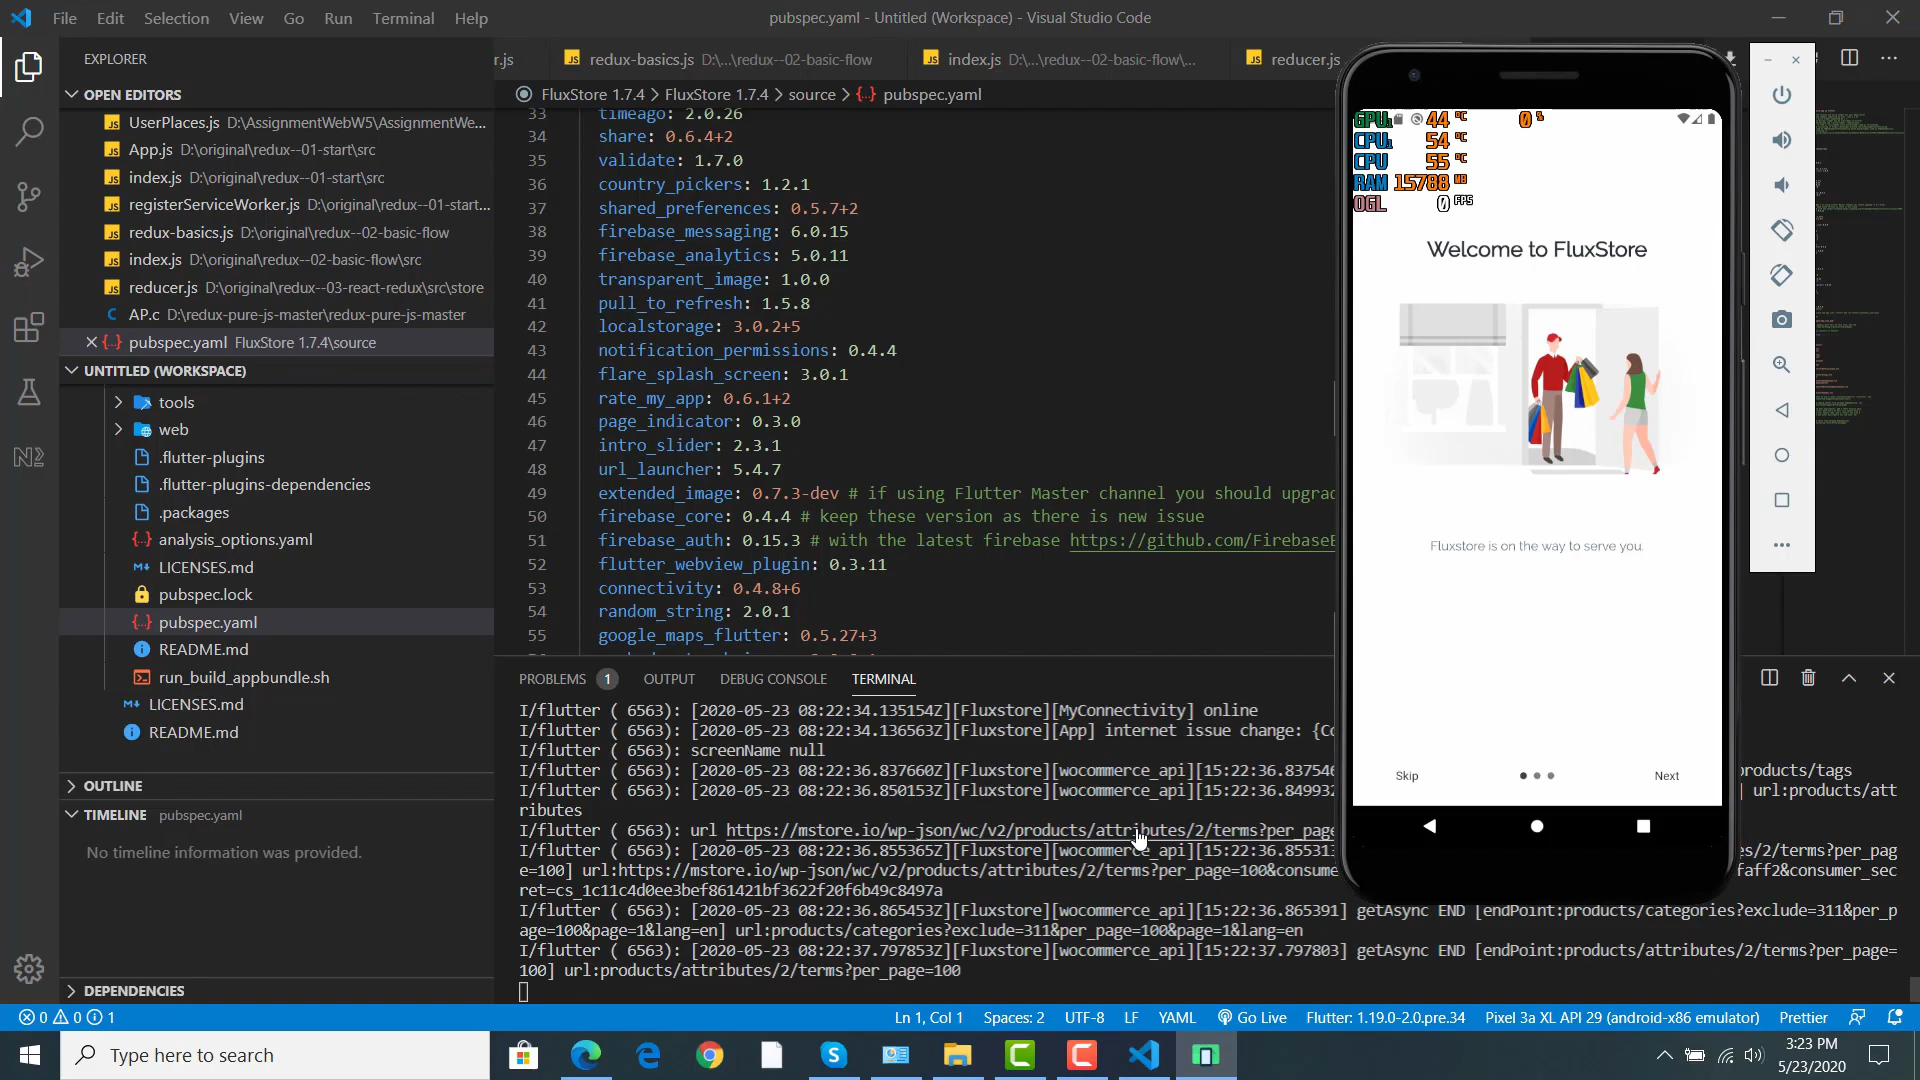 File Edit Selection View Go Run Terminal Help
pubspec.yaml - Untitled (Workspace) - Visual Studio Code
EXPLORER
OPEN EDITORS
UserPlaces.js D:\AssignmentWebW5\AssignmentWe...
App.js D:\original\redux--01-start\src
index.js D:\original\redux--01-start\src
registerServiceWorker.js D:\original\redux--01-start...
redux-basics.js D:\original\redux--02-basic-flow
index.js D:\original\redux--02-basic-flow\src
reducer.js D:\original\redux--03-react-redux\src\store
AP.c D:\redux-pure-js-master\redux-pure-js-master
pubspec.yaml FluxStore 1.7.4\source
UNTITLED (WORKSPACE)
tools
web
.flutter-plugins
.flutter-plugins-dependencies
.packages
analysis_options.yaml
LICENSES.md
pubspec.lock
pubspec.yaml
README.md
run_build_appbundle.sh
LICENSES.md
README.md
OUTLINE
TIMELINE pubspec.yaml
No timeline information was provided.
DEPENDENCIES
r.js
redux-basics.js D:\...\redux--02-basic-flow
index.js D:\...\redux--02-basic-flow\...
reducer.js
FluxStore 1.7.4 > FluxStore 1.7.4 > source > pubspec.yaml
33 timeago: 2.0.26
34 share: 0.6.4+2
35 validate: 1.7.0
36 country_pickers: 1.2.1
37 shared_preferences: 0.5.7+2
38 firebase_messaging: 6.0.15
39 firebase_analytics: 5.0.11
40 transparent_image: 1.0.0
41 pull_to_refresh: 1.5.8
42 localstorage: 3.0.2+5
43 notification_permissions: 0.4.4
44 flare_splash_screen: 3.0.1
45 rate_my_app: 0.6.1+2
46 page_indicator: 0.3.0
47 intro_slider: 2.3.1
48 url_launcher: 5.4.7
49 extended_image: 0.7.3-dev # if using Flutter Master channel you should upgrad
50 firebase_core: 0.4.4 # keep these version as there is new issue
51 firebase_auth: 0.15.3 # with the latest firebase https://github.com/FirebaseE
52 flutter_webview_plugin: 0.3.11
53 connectivity: 0.4.8+6
54 random_string: 2.0.1
55 google_maps_flutter: 0.5.27+3
PROBLEMS 1 OUTPUT DEBUG CONSOLE TERMINAL
I/flutter ( 6563): [2020-05-23 08:22:34.135154Z][Fluxstore][MyConnectivity] online
I/flutter ( 6563): [2020-05-23 08:22:34.136563Z][Fluxstore][App] internet issue change: {Co
I/flutter ( 6563): screenName null
I/flutter ( 6563): [2020-05-23 08:22:36.837660Z][Fluxstore][wocommerce_api][15:22:36.837546 products/tags
I/flutter ( 6563): [2020-05-23 08:22:36.850153Z][Fluxstore][wocommerce_api][15:22:36.849932 ] url:products/att
ributes
I/flutter ( 6563): url https://mstore.io/wp-json/wc/v2/products/attributes/2/terms?per_page
I/flutter ( 6563): [2020-05-23 08:22:36.855365Z][Fluxstore][wocommerce_api][15:22:36.855313 es/2/terms?per_pag
e=100] url:https://mstore.io/wp-json/wc/v2/products/attributes/2/terms?per_page=100&consume faff2&consumer_sec
ret=cs_1c11c4d0ee3bef861421bf3622f20f6b49c8497a
I/flutter ( 6563): [2020-05-23 08:22:36.865453Z][Fluxstore][wocommerce_api][15:22:36.865391] getAsync END [endPoint:products/categories?exclude=311&per_p
age=100&page=1&lang=en] url:products/categories?exclude=311&per_page=100&page=1&lang=en
I/flutter ( 6563): [2020-05-23 08:22:37.797853Z][Fluxstore][wocommerce_api][15:22:37.797803] getAsync END [endPoint:products/attributes/2/terms?per_page=
100] url:products/attributes/2/terms?per_page=100
GPU1 44 °C 0 %
CPU1 54 °C
CPU 55 °C
RAM 15788 MB
OGL 0 FPS
Welcome to FluxStore
Fluxstore is on the way to serve you.
Skip Next
0 0 1
Ln 1, Col 1 Spaces: 2 UTF-8 LF YAML Go Live Flutter: 1.19.0-2.0.pre.34 Pixel 3a XL API 29 (android-x86 emulator) Prettier
Type here to search
3:23 PM
5/23/2020